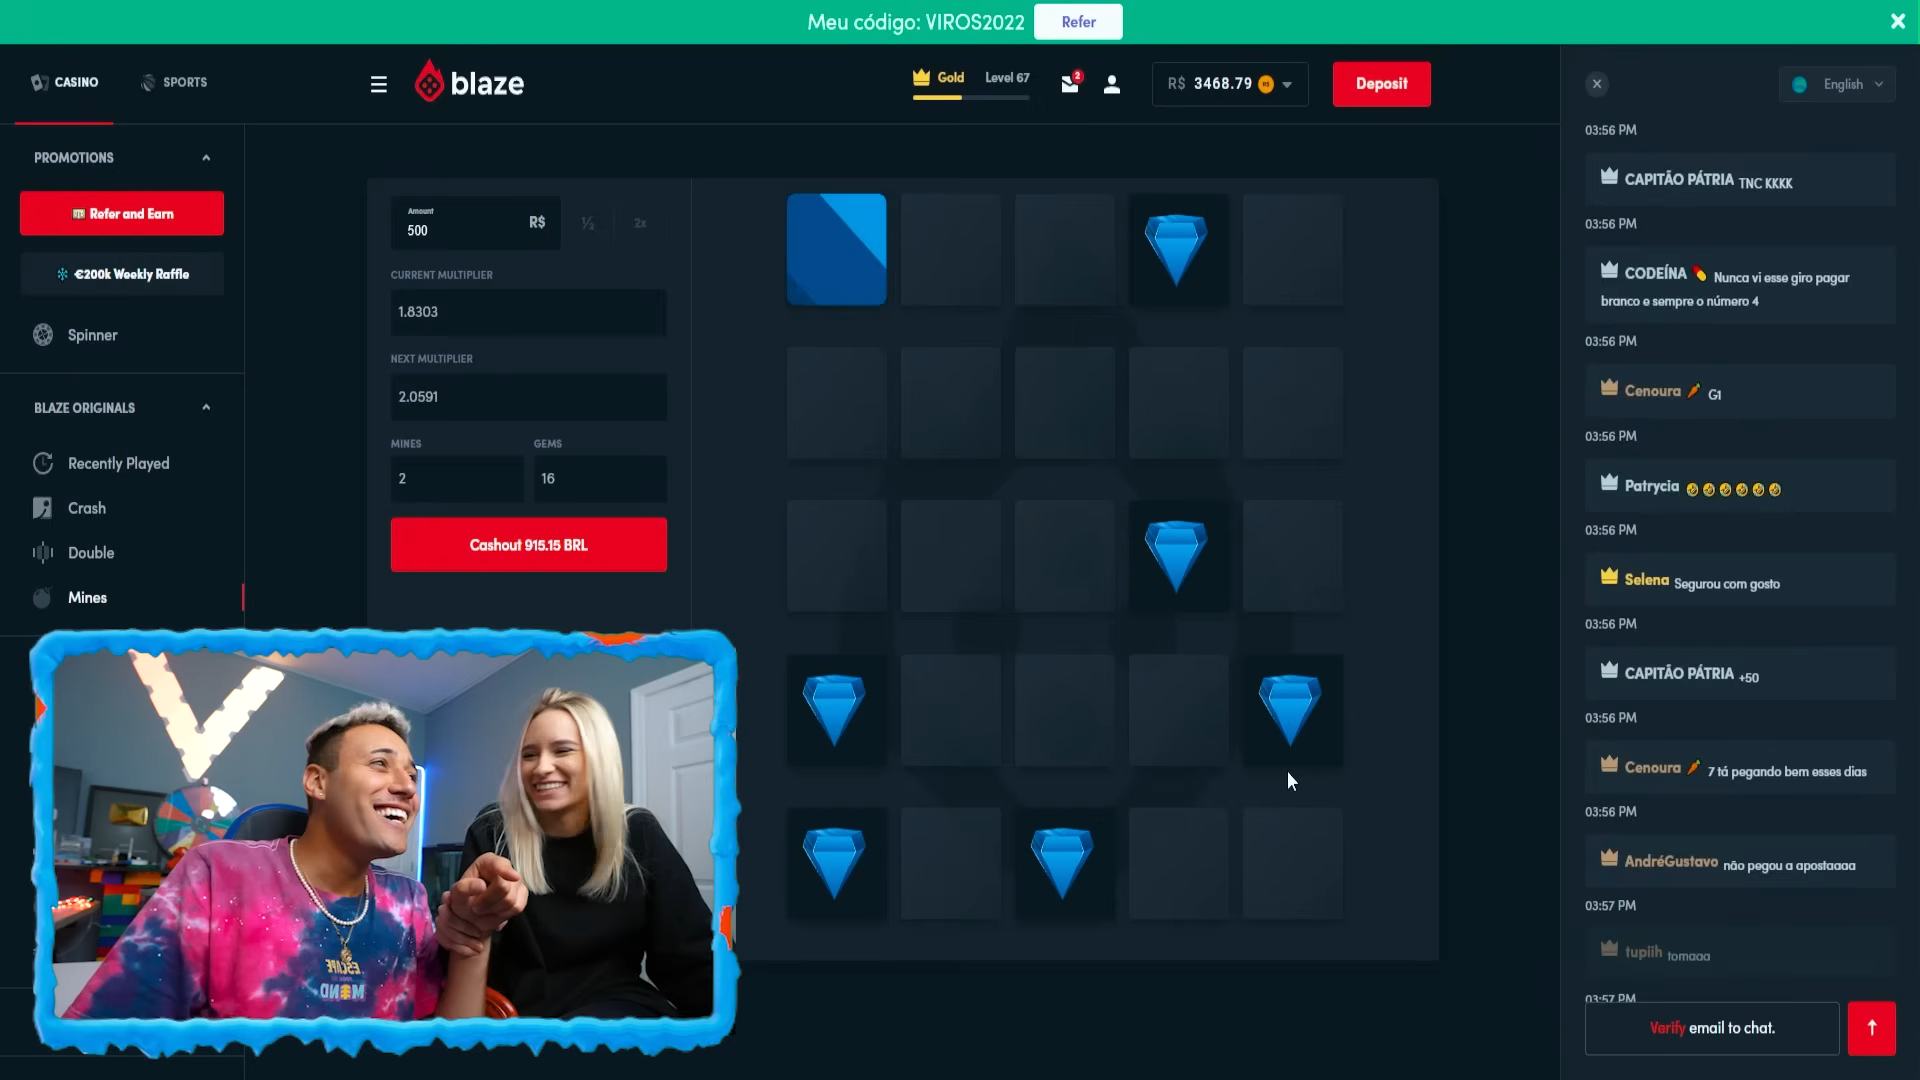 Meu código: VIROS2022
Refer
CASINO
SPORTS
blaze
Gold
Level 67
2
R$ 3468.79
Deposit
English
PROMOTIONS
Refer and Earn
€200k Weekly Raffle
Spinner
BLAZE ORIGINALS
Recently Played
Crash
Double
Mines
Amount
500
R$
½
2x
CURRENT MULTIPLIER
1.8303
NEXT MULTIPLIER
2.0591
MINES
GEMS
2
16
Cashout 915.15 BRL
03:56 PM
CAPITÃO PÁTRIA TNC KKKK
03:56 PM
CODEÍNA 💊 Nunca vi esse giro pagar
branco e sempre o número 4
03:56 PM
Cenoura 🥕 G1
03:56 PM
Patrycia 🤣🤣🤣🤣🤣🤣
03:56 PM
Selena Segurou com gosto
03:56 PM
CAPITÃO PÁTRIA +50
03:56 PM
Cenoura 🥕 7 tá pegando bem esses dias
03:56 PM
AndréGustavo não pegou a apostaaaa
03:57 PM
tupiih tomaaa
03:57 PM
Verify email to chat.